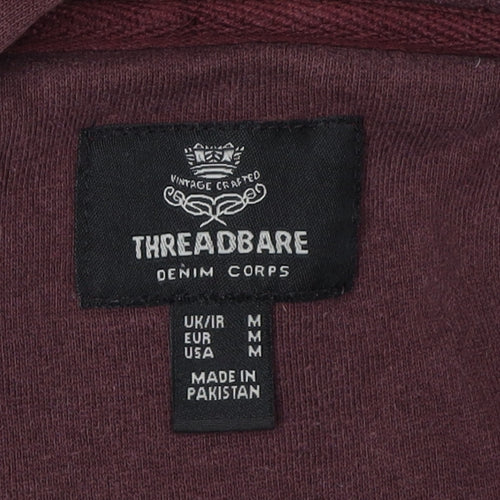 VINTAGE CRAFTED
THREADBARE
DENIM CORPS
UK/IR M
EUR M
USA M
MADE IN
PAKISTAN